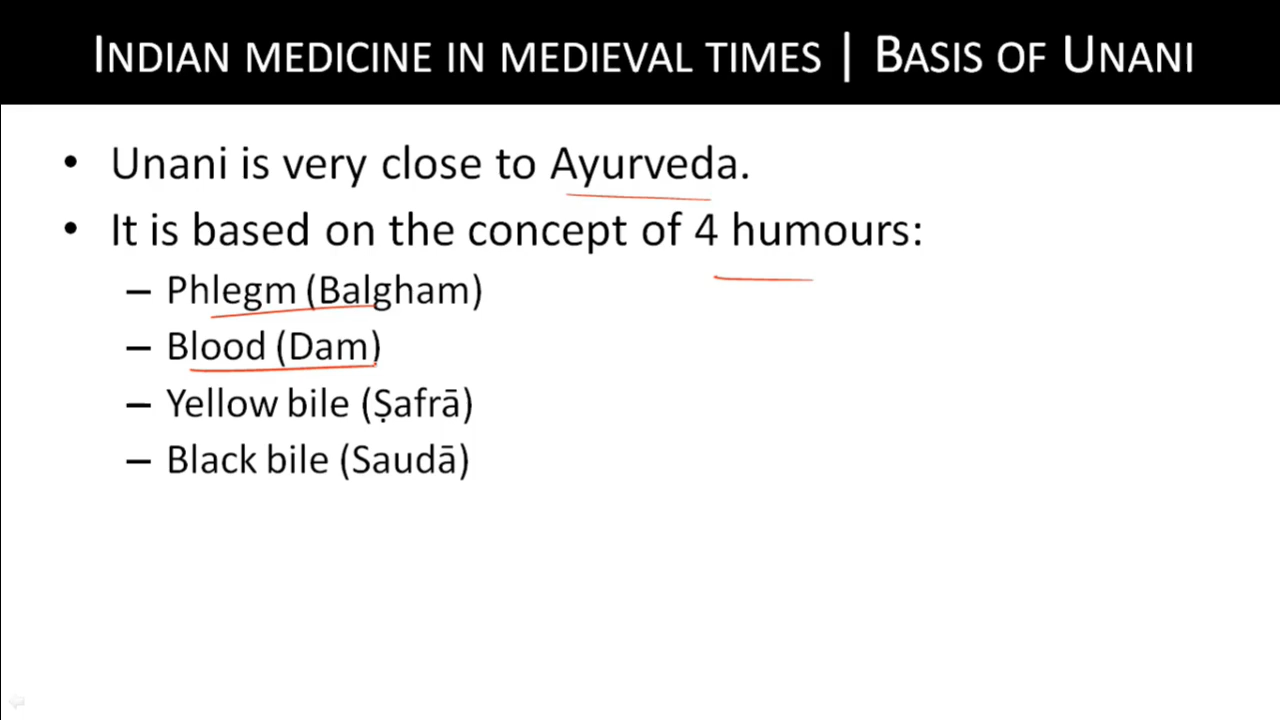 INDIAN MEDICINE IN MEDIEVAL TIMES | BASIS OF UNANI
• Unani is very close to Ayurveda.
• It is based on the concept of 4 humours:
– Phlegm (Balgham)
– Blood (Dam)
– Yellow bile (Ṣafrā)
– Black bile (Saudā)